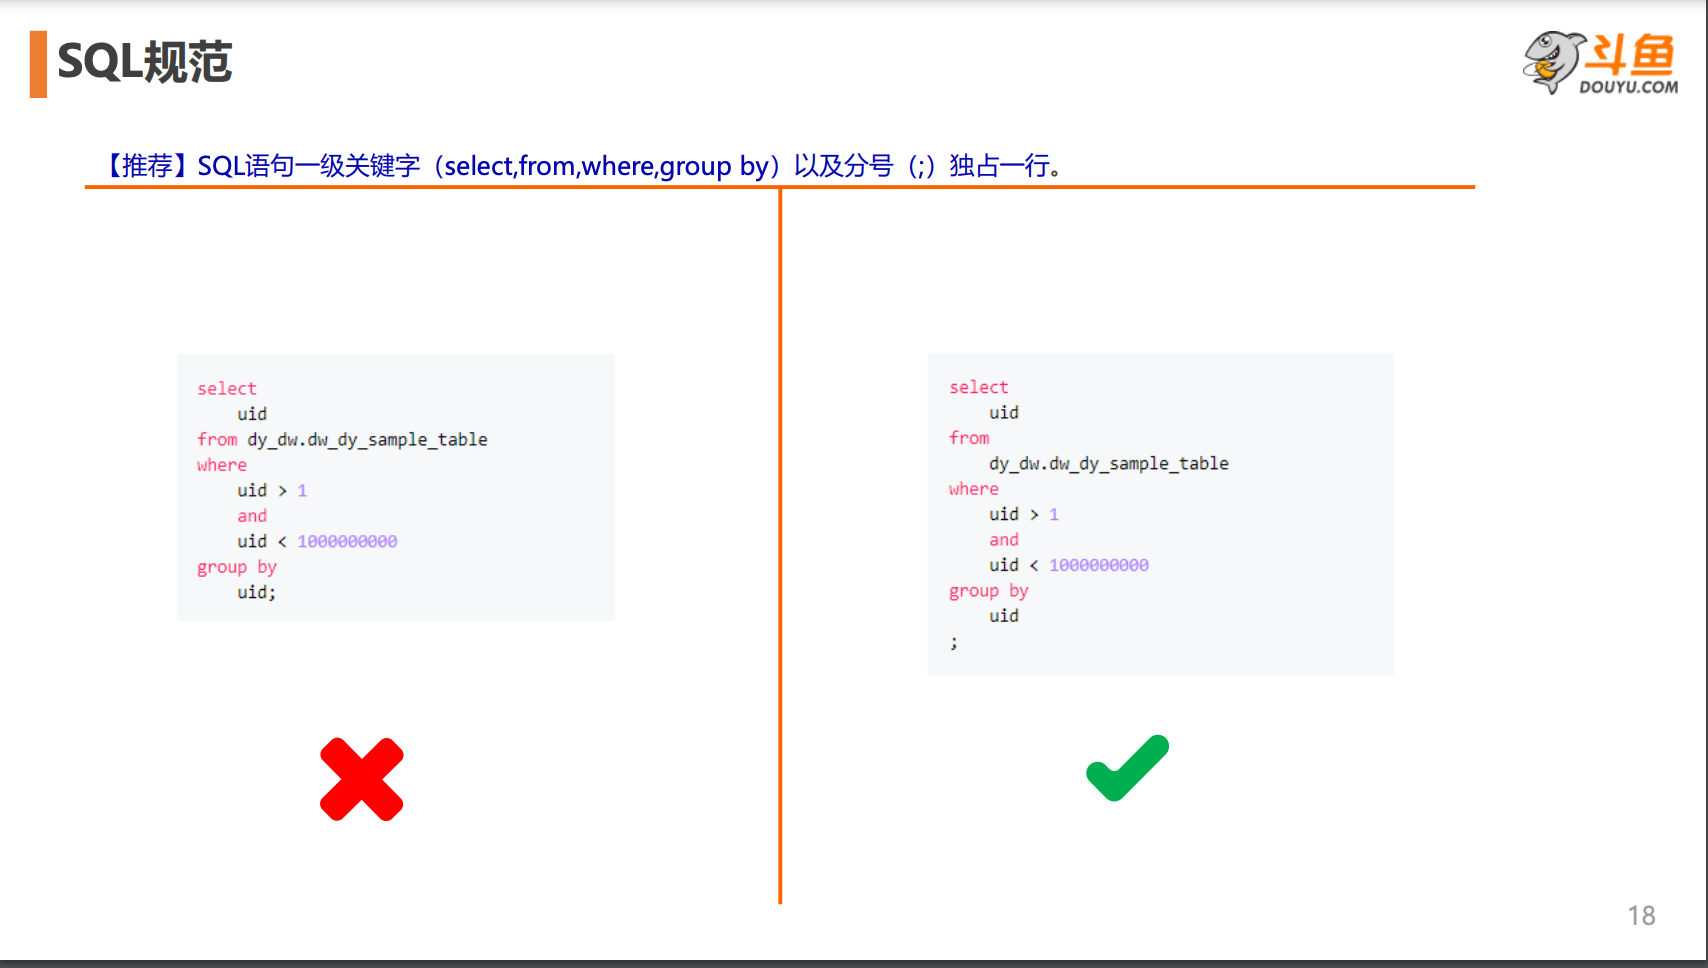 SQL规范
斗鱼
DOUYU.COM
【推荐】SQL语句一级关键字（select,from,where,group by）以及分号（;）独占一行。
select
    uid
from dy_dw.dw_dy_sample_table
where
    uid > 1
    and
    uid < 1000000000
group by
    uid;
select
    uid
from
    dy_dw.dw_dy_sample_table
where
    uid > 1
    and
    uid < 1000000000
group by
    uid
;
18